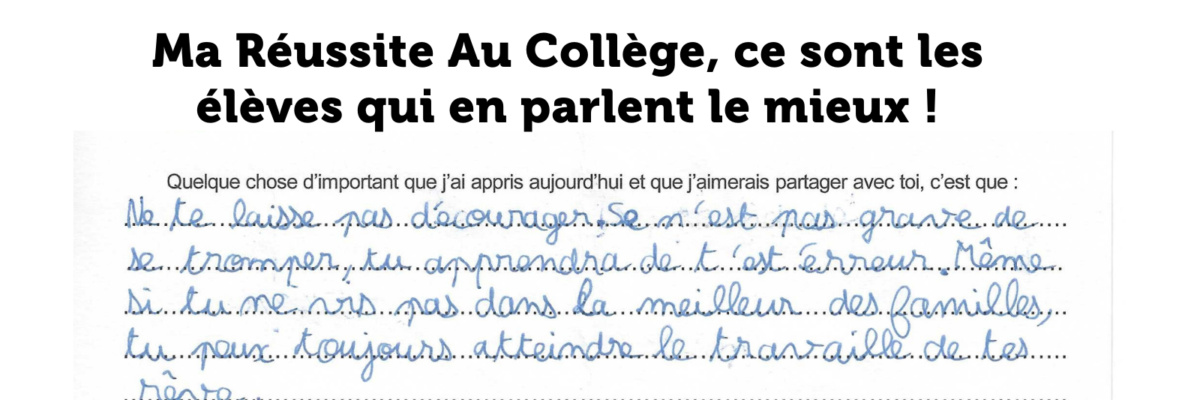 Ma Réussite Au Collège, ce sont les
élèves qui en parlent le mieux !
Quelque chose d'important que j'ai appris aujourd'hui et que j'aimerais partager avec toi, c'est que :
Ne te laisse pas décourager. Se n'est pas grave de
se tromper, tu apprendra de t'est érreur. Même
si tu ne vis pas dans la meilleur des familles,
tu peux toujours atteindre le travaille de tes
rêve.